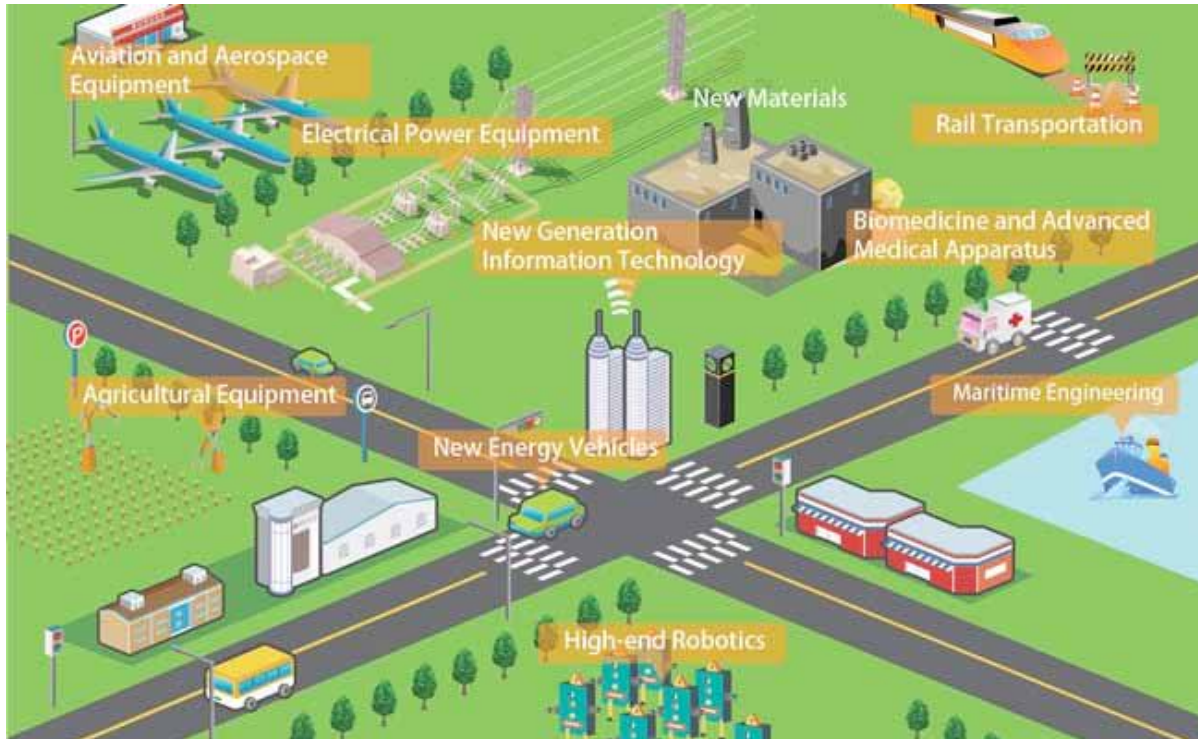 Aviation and Aerospace
Equipment
Electrical Power Equipment
New Materials
Rail Transportation
New Generation
Information Technology
Biomedicine and Advanced
Medical Apparatus
P
Agricultural Equipment
Maritime Engineering
New Energy Vehicles
High-end Robotics